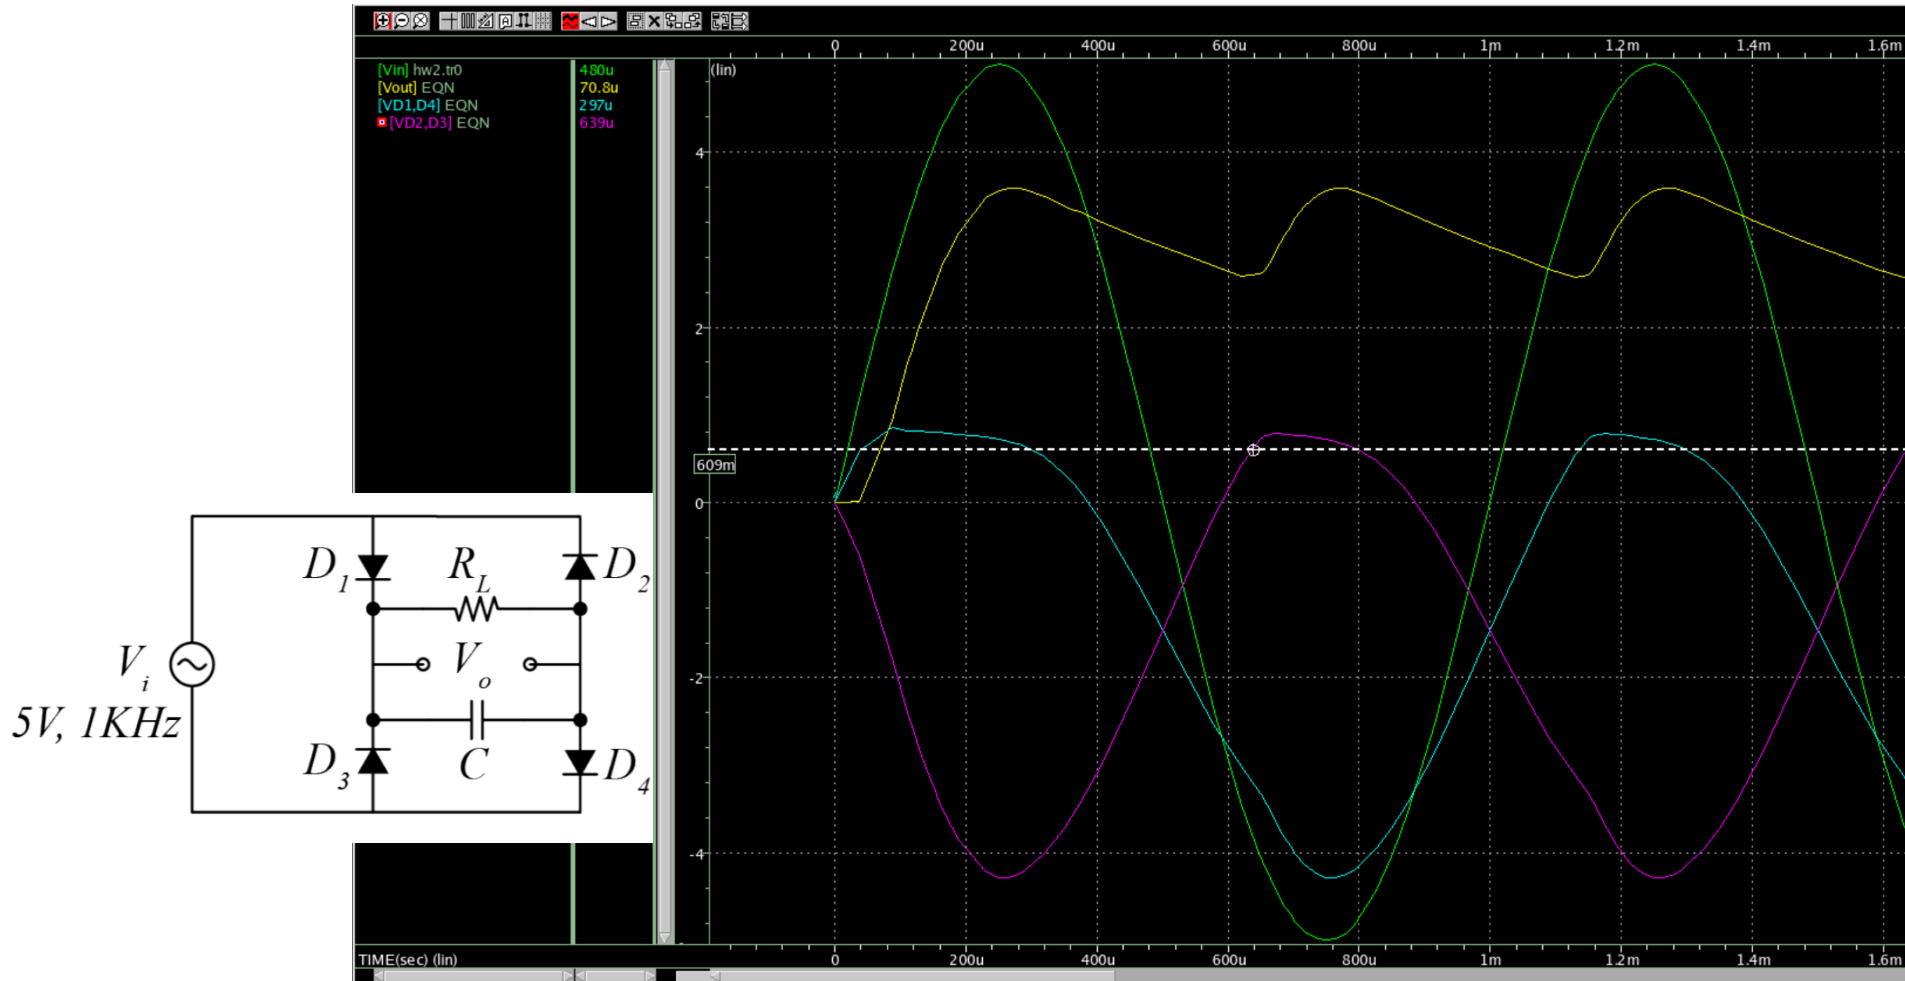 0 200u 400u 600u 800u 1m 1.2m 1.4m 1.6m
[Vin] hw2.tr0 480u
[Vout] EQN 70.8u
[VD1,D4] EQN 297u
[VD2,D3] EQN 639u
(lin)
4
2
609m
0
-2
-4
D1 RL D2
Vi Vo
5V, 1KHz
D3 C D4
TIME(sec) (lin)
0 200u 400u 600u 800u 1m 1.2m 1.4m 1.6m